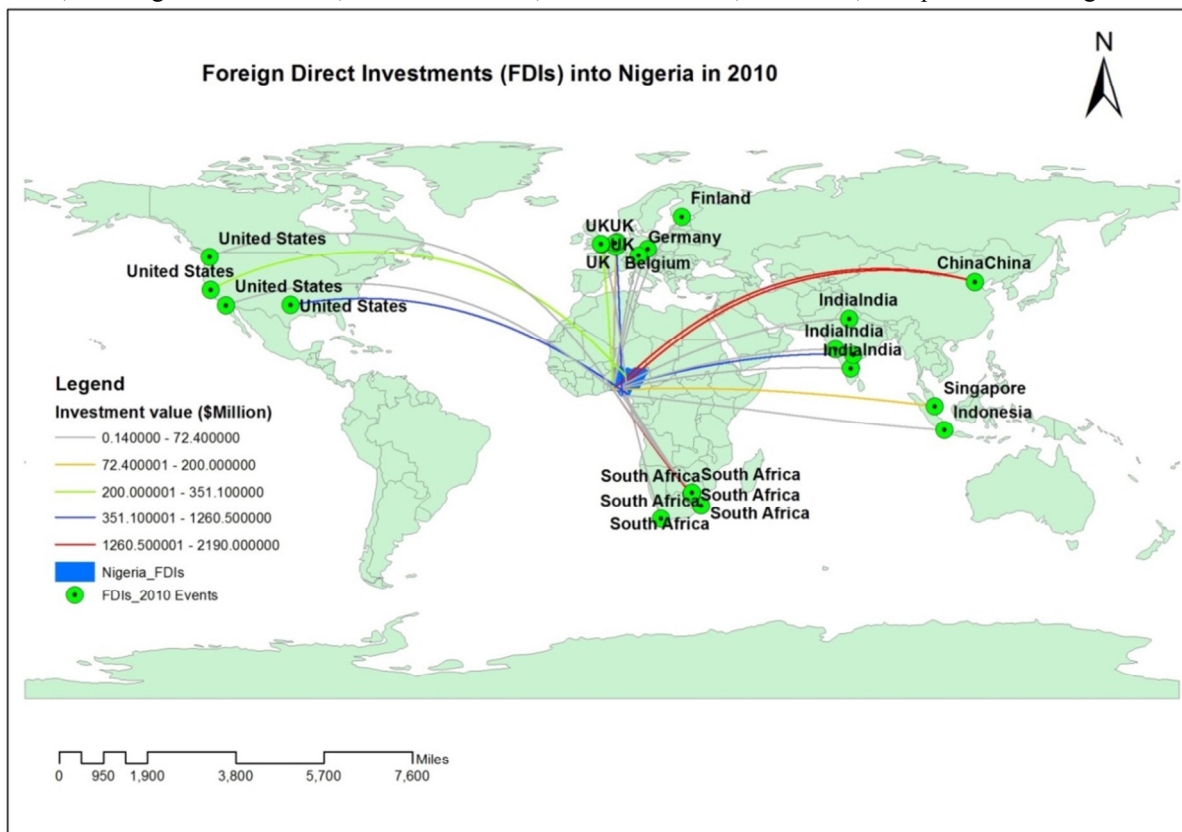 N
Foreign Direct Investments (FDIs) into Nigeria in 2010
Finland
United States
UKUK
Germany
UK
United States
UK
Belgium
ChinaChina
United States
IndiaIndia
United States
IndiaIndia
IndiaIndia
Legend
Singapore
Investment value ($Million)
Indonesia
0.140000 - 72.400000
72.400001 - 200.000000
200.000001 - 351.100000
351.100001 - 1260.500000
1260.500001 - 2190.000000
Nigeria_FDIs
FDIs_2010 Events
South Africa South Africa
South Africa South Africa
South Africa South Africa
Miles
0 950 1,900 3,800 5,700 7,600